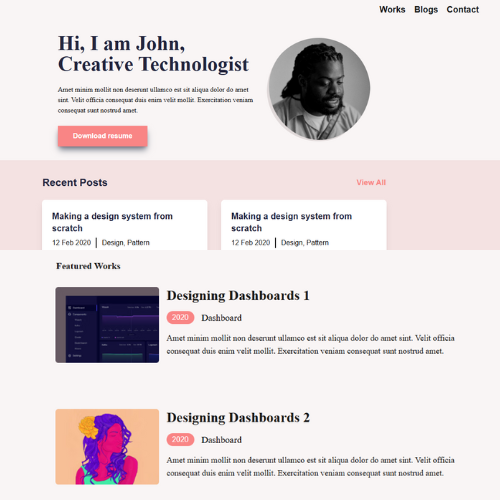 Works Blogs Contact
Hi, I am John,
Creative Technologist
Amet minim mollit non deserunt ullamco est sit aliqua dolor do amet
sint. Velit officia consequat duis enim velit mollit. Exercitation veniam
consequat sunt nostrud amet.
Download resume
Recent Posts
View All
Making a design system from
scratch
12 Feb 2020 | Design, Pattern
Making a design system from
scratch
12 Feb 2020 | Design, Pattern
Featured Works
Designing Dashboards 1
2020 Dashboard
Amet minim mollit non deserunt ullamco est sit aliqua dolor do amet sint. Velit officia
consequat duis enim velit mollit. Exercitation veniam consequat sunt nostrud amet.
Designing Dashboards 2
2020 Dashboard
Amet minim mollit non deserunt ullamco est sit aliqua dolor do amet sint. Velit officia
consequat duis enim velit mollit. Exercitation veniam consequat sunt nostrud amet.